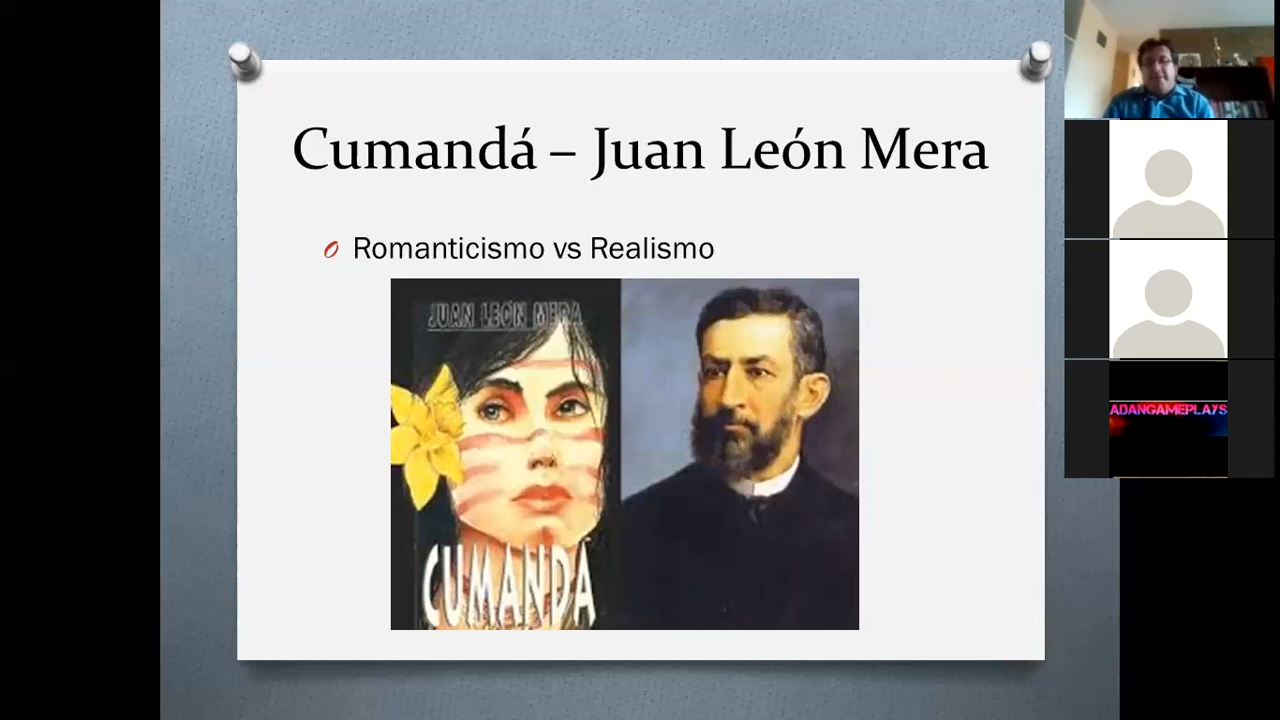 Cumandá – Juan León Mera
Romanticismo vs Realismo
JUAN LEÓN MERA
CUMANDA
ADANGAMEPLAYS